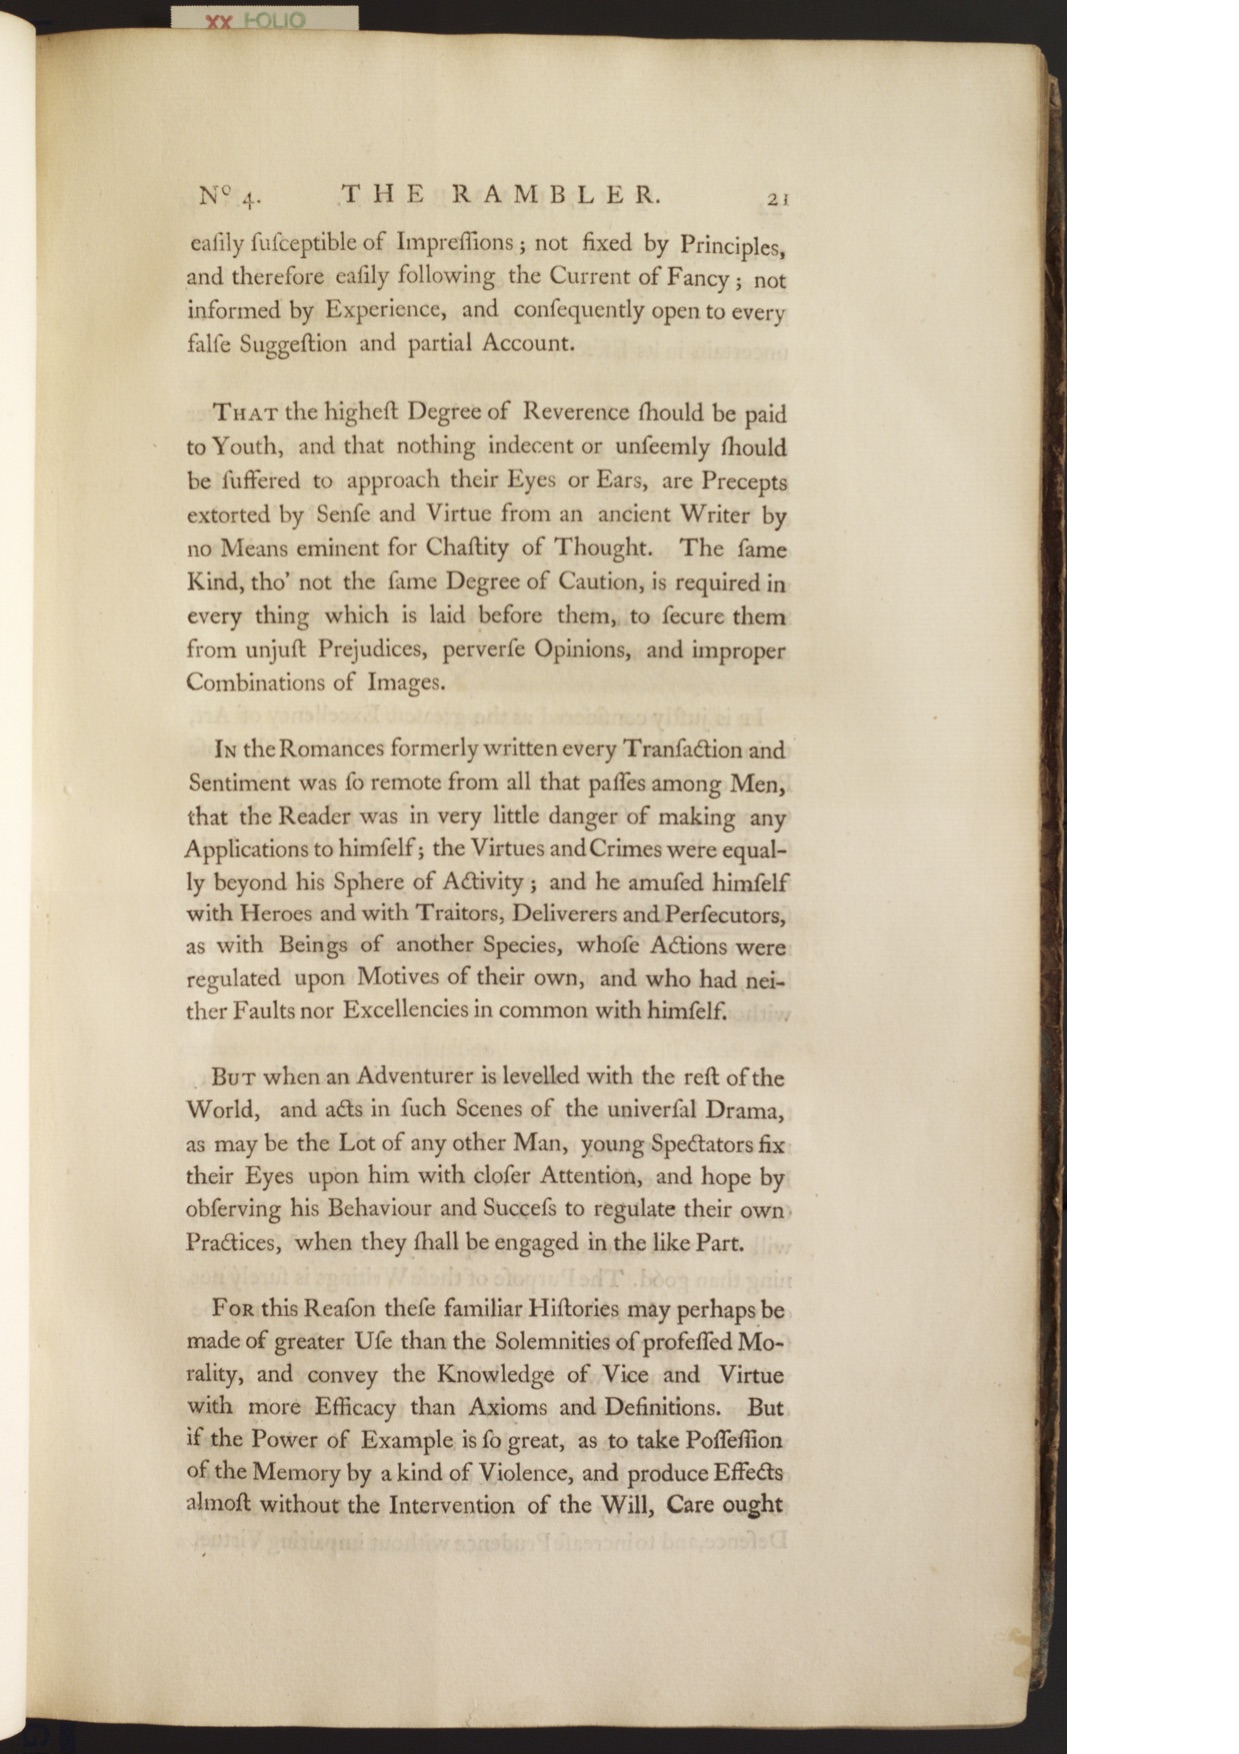 XX FOLIO
Nº 4. THE RAMBLER. 21
eaſily ſuſceptible of Impreſſions; not fixed by Principles,
and therefore eaſily following the Current of Fancy; not
informed by Experience, and conſequently open to every
falſe Suggeſtion and partial Account.
THAT the higheſt Degree of Reverence ſhould be paid
to Youth, and that nothing indecent or unſeemly ſhould
be ſuffered to approach their Eyes or Ears, are Precepts
extorted by Senſe and Virtue from an ancient Writer by
no Means eminent for Chaſtity of Thought. The ſame
Kind, tho' not the ſame Degree of Caution, is required in
every thing which is laid before them, to ſecure them
from unjuſt Prejudices, perverſe Opinions, and improper
Combinations of Images.
IN the Romances formerly written every Tranſaction and
Sentiment was ſo remote from all that paſſes among Men,
that the Reader was in very little danger of making any
Applications to himſelf; the Virtues and Crimes were equal-
ly beyond his Sphere of Activity; and he amuſed himſelf
with Heroes and with Traitors, Deliverers and Perſecutors,
as with Beings of another Species, whoſe Actions were
regulated upon Motives of their own, and who had nei-
ther Faults nor Excellencies in common with himſelf.
BUT when an Adventurer is levelled with the reſt of the
World, and acts in ſuch Scenes of the univerſal Drama,
as may be the Lot of any other Man, young Spectators fix
their Eyes upon him with cloſer Attention, and hope by
obſerving his Behaviour and Succeſs to regulate their own
Practices, when they ſhall be engaged in the like Part.
FOR this Reaſon theſe familiar Hiſtories may perhaps be
made of greater Uſe than the Solemnities of profeſſed Mo-
rality, and convey the Knowledge of Vice and Virtue
with more Efficacy than Axioms and Definitions. But
if the Power of Example is ſo great, as to take Poſſeſſion
of the Memory by a kind of Violence, and produce Effects
almoſt without the Intervention of the Will, Care ought